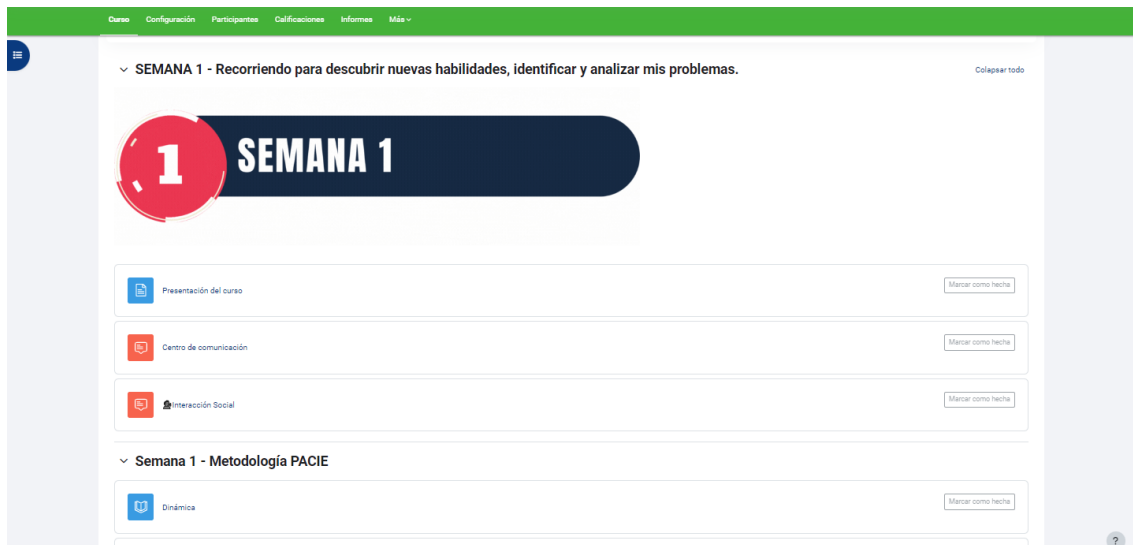 Curso Configuración Participantes Calificaciones Informes Más
SEMANA 1 - Recorriendo para descubrir nuevas habilidades, identificar y analizar mis problemas. Colapsar todo
1 SEMANA 1
Presentación del curso Marcar como hecha
Centro de comunicación Marcar como hecha
Interacción Social Marcar como hecha
Semana 1 - Metodología PACIE
Dinámica Marcar como hecha
?